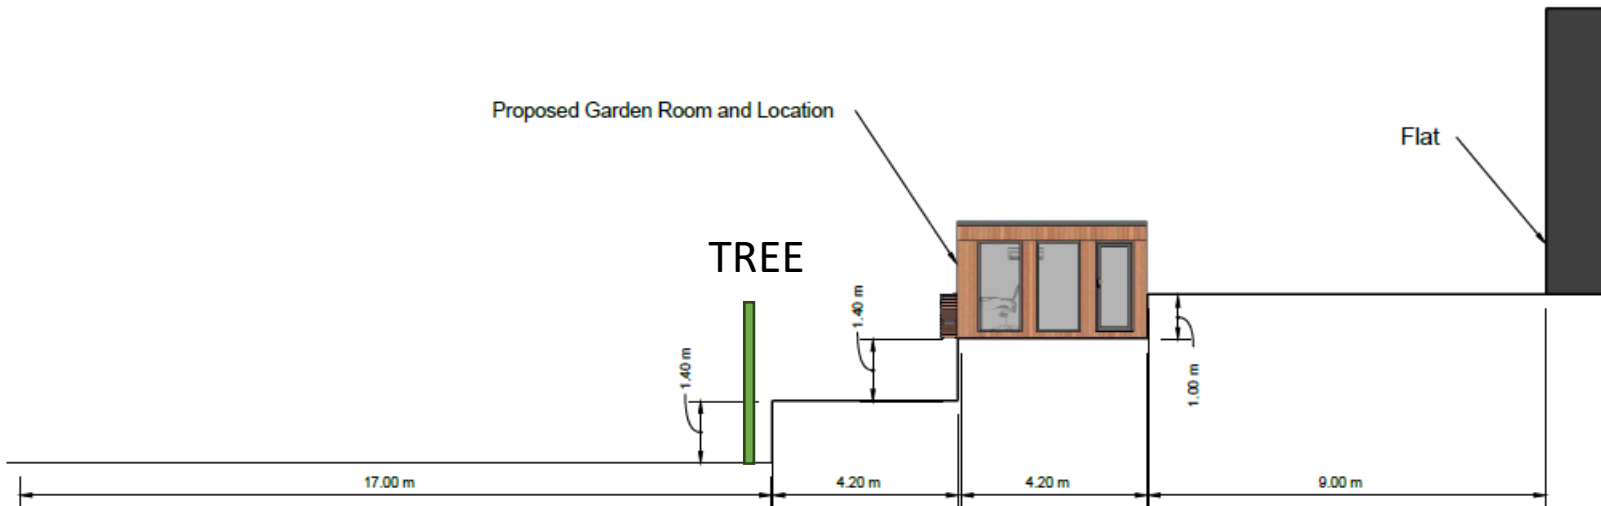 Proposed Garden Room and Location
Flat
TREE
1.40 m
1.40 m
1.00 m
17.00 m
4.20 m
4.20 m
9.00 m